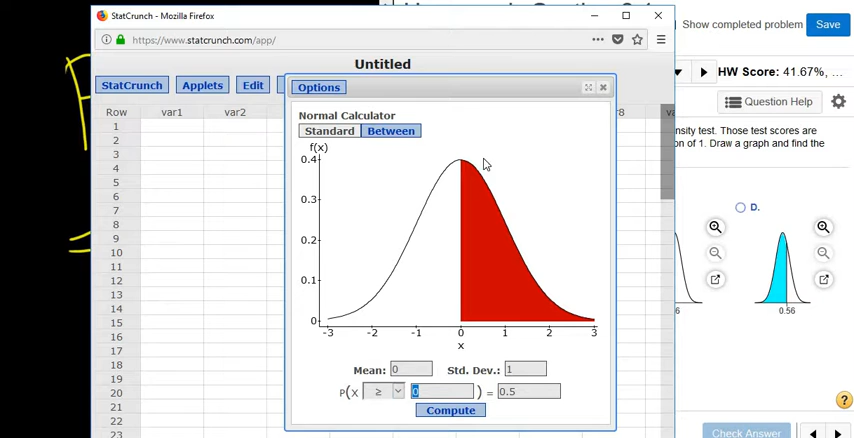 StatCrunch - Mozilla Firefox
https://www.statcrunch.com/app/
Untitled
StatCrunch Applets Edit
Row var1 var2
1
2
3
4
5
6
7
8
9
10
11
12
13
14
15
16
17
18
19
20
21
22
23
Options
Normal Calculator
Standard Between
f(x)
0.4
0.3
0.2
0.1
0
-3 -2 -1 0 1 2 3
x
Mean: 0 Std. Dev.: 1
P(X ≥ 0 ) = 0.5
Compute
Show completed problem Save
HW Score: 41.67%, ...
Question Help
nsity test. Those test scores are
on of 1. Draw a graph and find the
D.
6
0.56
?
Check Answer